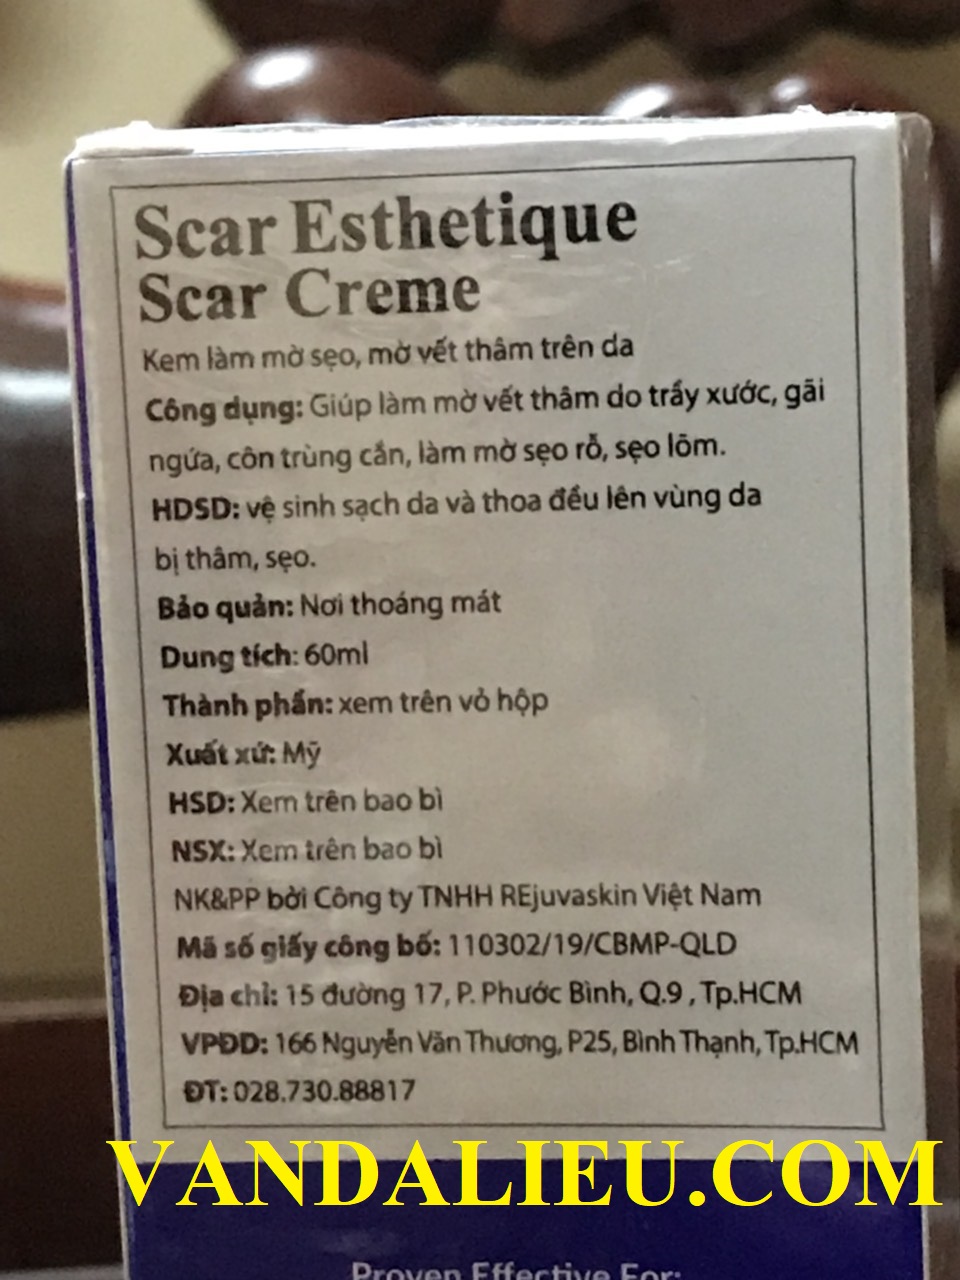 Scar Esthetique
Scar Creme
Kem làm mờ sẹo, mờ vết thâm trên da
Công dụng: Giúp làm mờ vết thâm do trầy xước, gãi
ngứa, côn trùng cắn, làm mờ sẹo rỗ, sẹo lõm.
HDSD: vệ sinh sạch da và thoa đều lên vùng da
bị thâm, sẹo.
Bảo quản: Nơi thoáng mát
Dung tích: 60ml
Thành phần: xem trên vỏ hộp
Xuất xứ: Mỹ
HSD: Xem trên bao bì
NSX: Xem trên bao bì
NK&PP bởi Công ty TNHH REjuvaskin Việt Nam
Mã số giấy công bố: 110302/19/CBMP-QLD
Địa chỉ: 15 đường 17, P. Phước Bình, Q.9 , Tp.HCM
VPĐD: 166 Nguyễn Văn Thương, P25, Bình Thạnh, Tp.HCM
ĐT: 028.730.88817
VANDALIEU.COM
Proven Effective For: